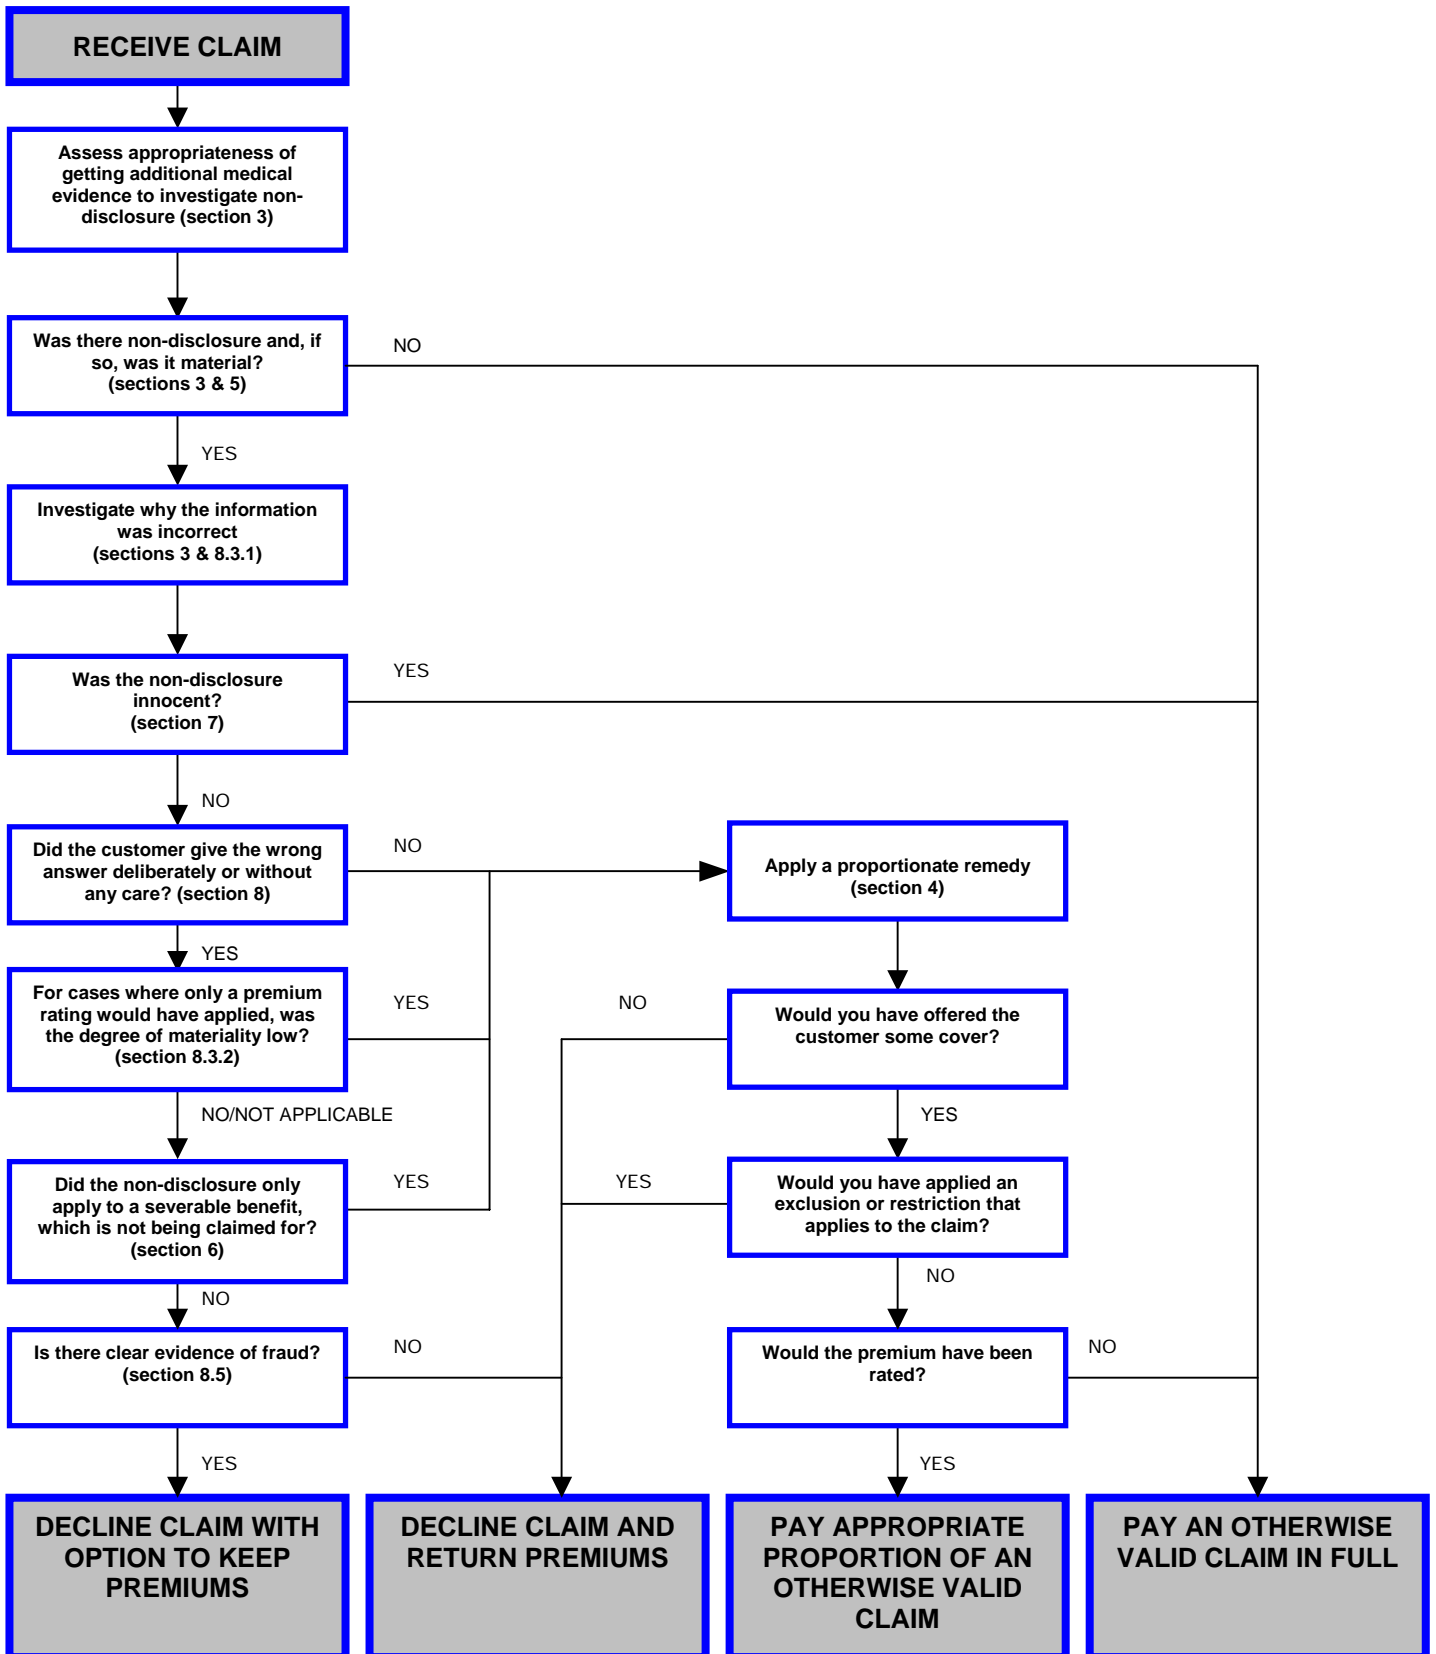 RECEIVE CLAIM
Assess appropriateness of
getting additional medical
evidence to investigate non-
disclosure (section 3)
Was there non-disclosure and, if
so, was it material?
(sections 3 & 5)
NO
YES
Investigate why the information
was incorrect
(sections 3 & 8.3.1)
Was the non-disclosure
innocent?
(section 7)
YES
NO
Did the customer give the wrong
answer deliberately or without
any care? (section 8)
NO
Apply a proportionate remedy
(section 4)
YES
For cases where only a premium
rating would have applied, was
the degree of materiality low?
(section 8.3.2)
YES
NO
Would you have offered the
customer some cover?
NO/NOT APPLICABLE
YES
Did the non-disclosure only
apply to a severable benefit,
which is not being claimed for?
(section 6)
YES
YES
Would you have applied an
exclusion or restriction that
applies to the claim?
NO
NO
Is there clear evidence of fraud?
(section 8.5)
NO
Would the premium have been
rated?
NO
YES
YES
DECLINE CLAIM WITH
OPTION TO KEEP
PREMIUMS
DECLINE CLAIM AND
RETURN PREMIUMS
PAY APPROPRIATE
PROPORTION OF AN
OTHERWISE VALID
CLAIM
PAY AN OTHERWISE
VALID CLAIM IN FULL